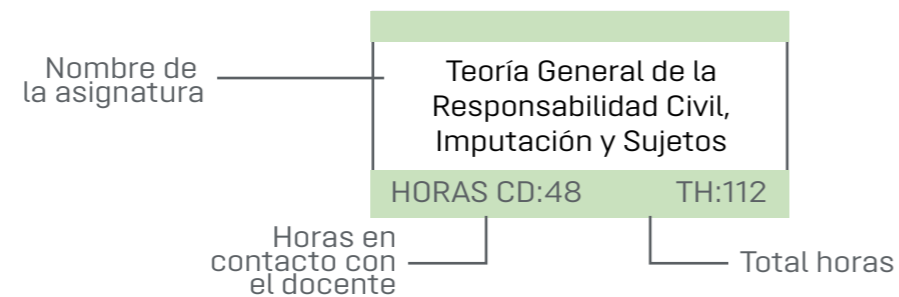 Nombre de
la asignatura
Teoría General de la
Responsabilidad Civil,
Imputación y Sujetos
HORAS CD:48 TH:112
Horas en
contacto con
el docente
Total horas